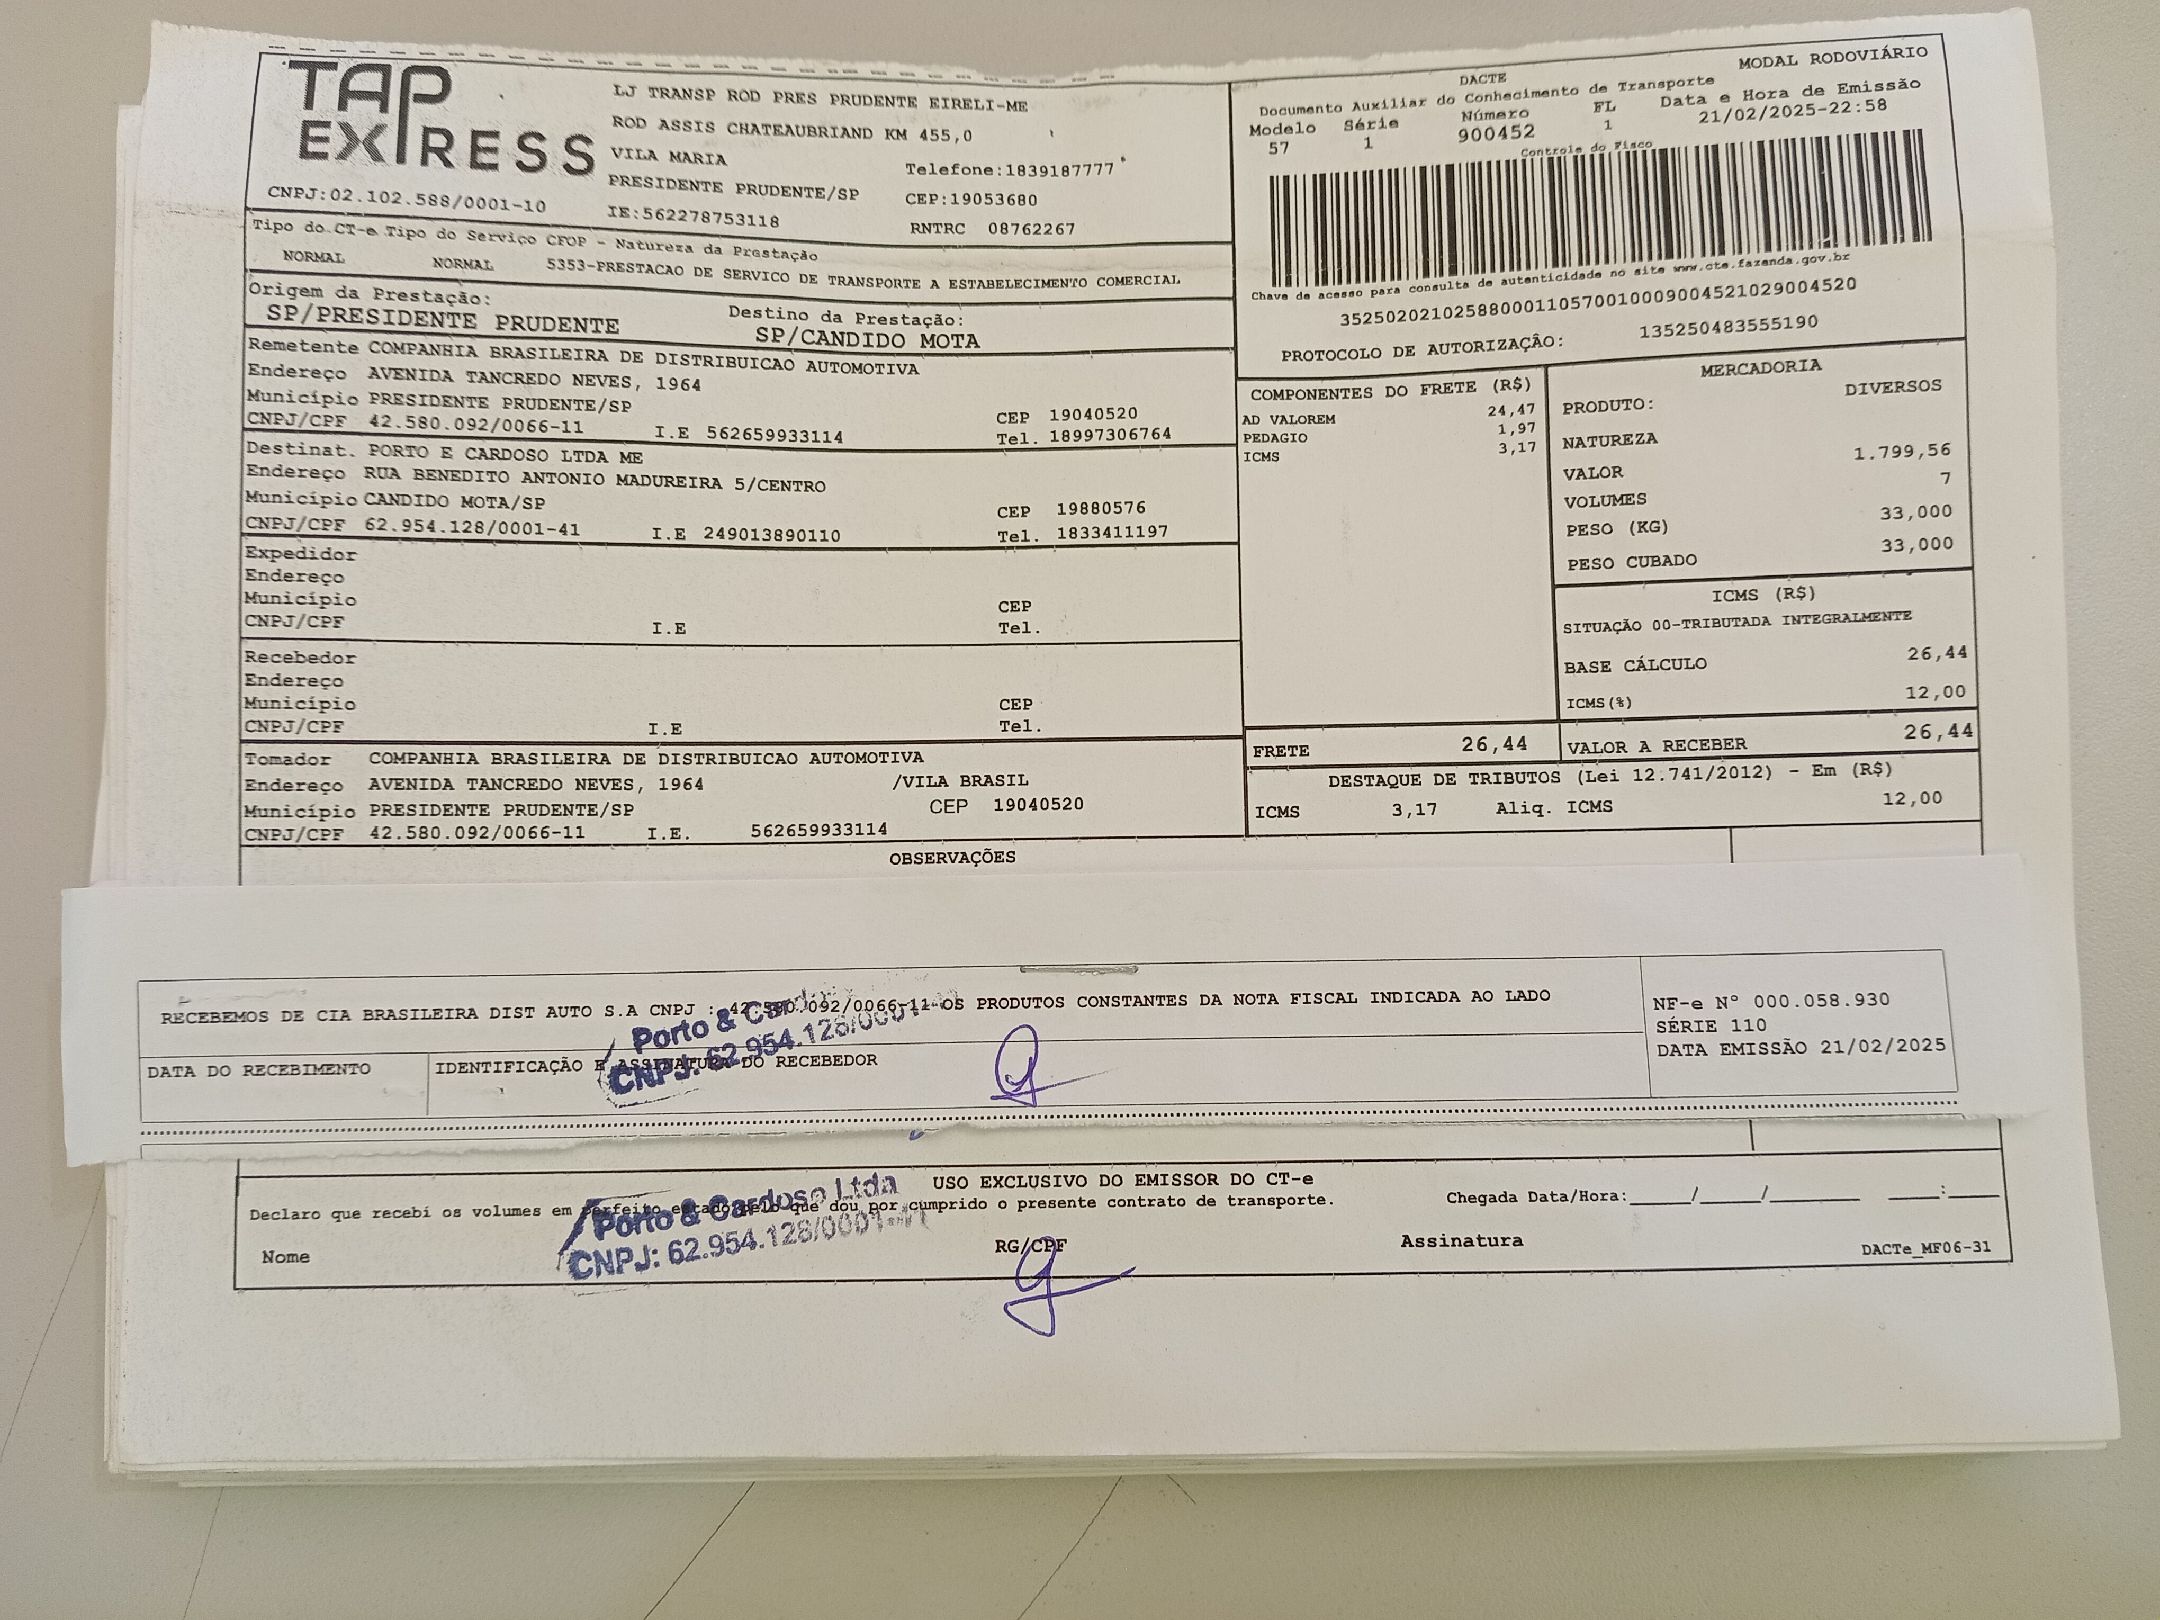 TAP EXPRESS
LJ TRANSP ROD PRES PRUDENTE EIRELI-ME
ROD ASSIS CHATEAUBRIAND KM 455,0
VILA MARIA
Telefone:1839187777
PRESIDENTE PRUDENTE/SP CEP:19053680
CNPJ:02.102.588/0001-10 IE:562278753118 RNTRC 08762267
MODAL RODOVIÁRIO
DACTE
Documento Auxiliar do Conhecimento de Transporte
Modelo Série Número FL Data e Hora de Emissão
57 1 900452 1 21/02/2025-22:58
Controle do Fisco
Chave de acesso para consulta de autenticidade no site www.cte.fazenda.gov.br
35250202102588000110570010009004521029004520
PROTOCOLO DE AUTORIZAÇÃO: 135250483555190
Tipo do CT-e Tipo do Serviço CFOP - Natureza da Prestação
NORMAL NORMAL 5353-PRESTACAO DE SERVICO DE TRANSPORTE A ESTABELECIMENTO COMERCIAL
Origem da Prestação: Destino da Prestação:
SP/PRESIDENTE PRUDENTE SP/CANDIDO MOTA
Remetente COMPANHIA BRASILEIRA DE DISTRIBUICAO AUTOMOTIVA
Endereço AVENIDA TANCREDO NEVES, 1964
Município PRESIDENTE PRUDENTE/SP CEP 19040520
CNPJ/CPF 42.580.092/0066-11 I.E 562659933114 Tel. 18997306764
Destinat. PORTO E CARDOSO LTDA ME
Endereço RUA BENEDITO ANTONIO MADUREIRA 5/CENTRO
Município CANDIDO MOTA/SP CEP 19880576
CNPJ/CPF 62.954.128/0001-41 I.E 249013890110 Tel. 1833411197
Expedidor
Endereço
Município CEP
CNPJ/CPF I.E Tel.
Recebedor
Endereço
Município CEP
CNPJ/CPF I.E Tel.
Tomador COMPANHIA BRASILEIRA DE DISTRIBUICAO AUTOMOTIVA
Endereço AVENIDA TANCREDO NEVES, 1964 /VILA BRASIL
Município PRESIDENTE PRUDENTE/SP CEP 19040520
CNPJ/CPF 42.580.092/0066-11 I.E. 562659933114
COMPONENTES DO FRETE (R$)
AD VALOREM 24,47
PEDAGIO 1,97
ICMS 3,17
MERCADORIA
PRODUTO: DIVERSOS
NATUREZA
VALOR 1.799,56
VOLUMES 7
PESO (KG) 33,000
PESO CUBADO 33,000
ICMS (R$)
SITUAÇÃO 00-TRIBUTADA INTEGRALMENTE
BASE CÁLCULO 26,44
ICMS(%) 12,00
FRETE 26,44 VALOR A RECEBER 26,44
DESTAQUE DE TRIBUTOS (Lei 12.741/2012) - Em (R$)
ICMS 3,17 Aliq. ICMS 12,00
OBSERVAÇÕES
RECEBEMOS DE CIA BRASILEIRA DIST AUTO S.A CNPJ : 42.580.092/0066-11 OS PRODUTOS CONSTANTES DA NOTA FISCAL INDICADA AO LADO
NF-e N° 000.058.930
SÉRIE 110
DATA EMISSÃO 21/02/2025
DATA DO RECEBIMENTO IDENTIFICAÇÃO E ASSINATURA DO RECEBEDOR
Porto & Card
CNPJ: 62.954.128/0001
USO EXCLUSIVO DO EMISSOR DO CT-e
Declaro que recebi os volumes em perfeito estado pelo que dou por cumprido o presente contrato de transporte. Chegada Data/Hora:____/____/______ ___:___
Porto & Cardoso Ltda
CNPJ: 62.954.128/0001-41
Nome RG/CPF Assinatura DACTe_MF06-31